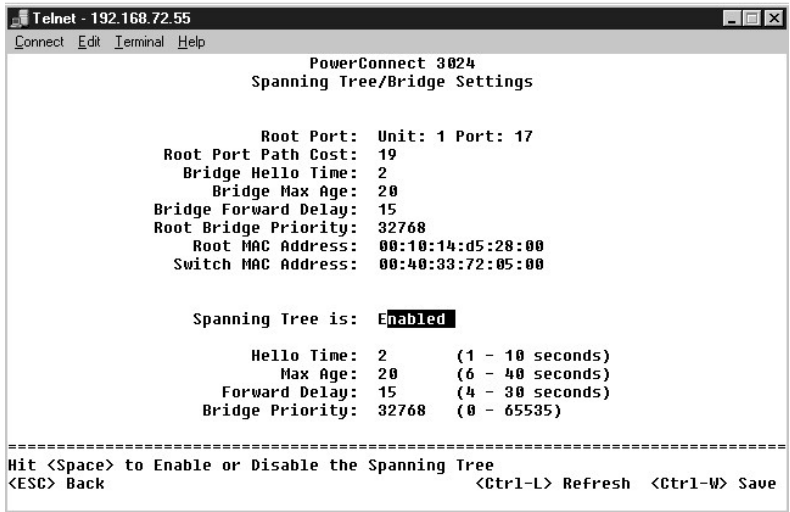 Telnet - 192.168.72.55
Connect Edit Terminal Help
PowerConnect 3024
Spanning Tree/Bridge Settings
Root Port: Unit: 1 Port: 17
Root Port Path Cost: 19
Bridge Hello Time: 2
Bridge Max Age: 20
Bridge Forward Delay: 15
Root Bridge Priority: 32768
Root MAC Address: 00:10:14:d5:28:00
Switch MAC Address: 00:40:33:72:05:00
Spanning Tree is: Enabled
Hello Time: 2 (1 - 10 seconds)
Max Age: 20 (6 - 40 seconds)
Forward Delay: 15 (4 - 30 seconds)
Bridge Priority: 32768 (0 - 65535)
================================================================================
Hit <Space> to Enable or Disable the Spanning Tree
<ESC> Back <Ctrl-L> Refresh <Ctrl-W> Save